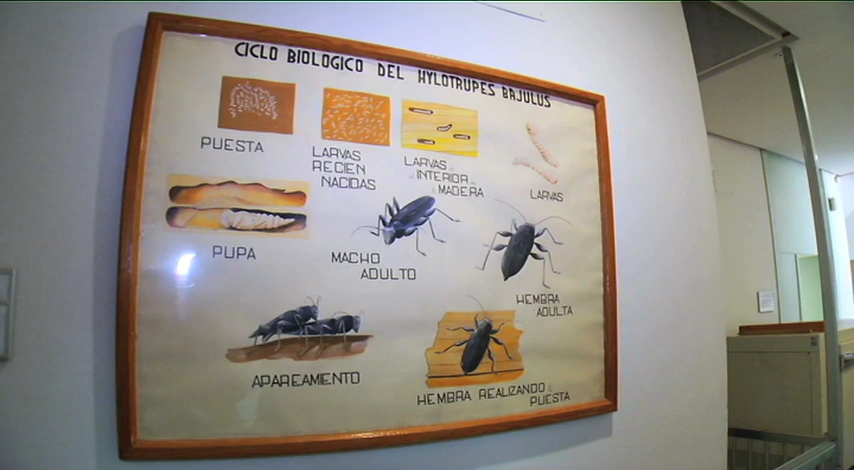 CICLO BIOLOGICO DEL HYLOTRUPES BAJULUS
PUESTA
LARVAS
RECIEN
NACIDAS
LARVAS
INTERIOR
MADERA
LARVAS
PUPA
MACHO
ADULTO
HEMBRA
ADULTA
APAREAMIENTO
HEMBRA REALIZANDO
PUESTA